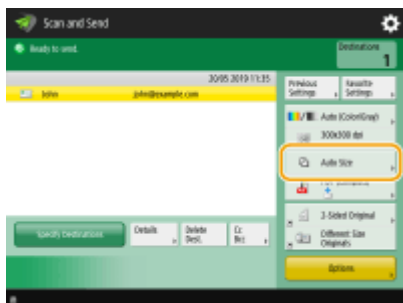 Scan and Send
Ready to send.
Destinations
1
20/05 2019 11:35
John
john@example.com
Previous
Settings
Favorite
Settings
Auto (Color/Gray)
300x300 dpi
Auto Size
2-Sided Original
Different Size
Originals
Specify Destinations
Details
Delete
Dest.
Cc
Bcc
Options